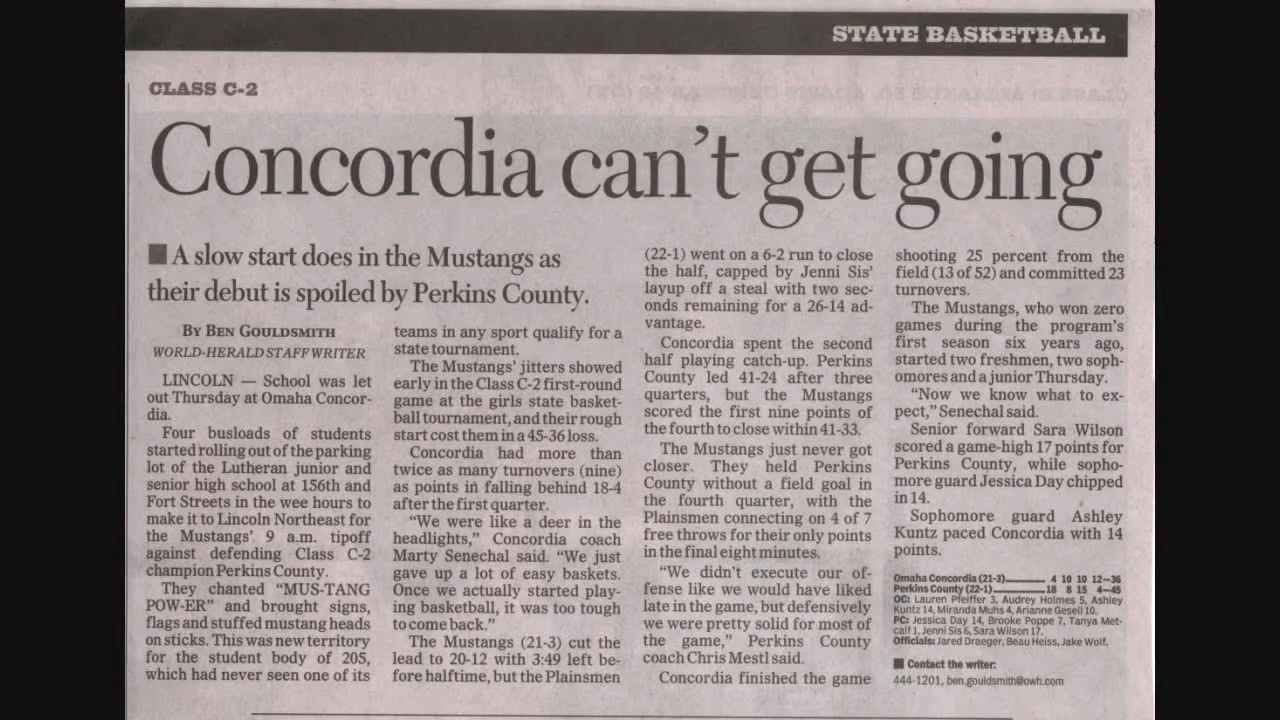 STATE BASKETBALL
CLASS C-2
Concordia can't get going
■ A slow start does in the Mustangs as
their debut is spoiled by Perkins County.
BY BEN GOULDSMITH
WORLD-HERALD STAFF WRITER
LINCOLN — School was let
out Thursday at Omaha Concor-
dia.
Four busloads of students
started rolling out of the parking
lot of the Lutheran junior and
senior high school at 156th and
Fort Streets in the wee hours to
make it to Lincoln Northeast for
the Mustangs' 9 a.m. tipoff
against defending Class C-2
champion Perkins County.
They chanted “MUS-TANG
POW-ER” and brought signs,
flags and stuffed mustang heads
on sticks. This was new territory
for the student body of 205,
which had never seen one of its
teams in any sport qualify for a
state tournament.
The Mustangs' jitters showed
early in the Class C-2 first-round
game at the girls state basket-
ball tournament, and their rough
start cost them in a 45-36 loss.
Concordia had more than
twice as many turnovers (nine)
as points in falling behind 18-4
after the first quarter.
“We were like a deer in the
headlights,” Concordia coach
Marty Senechal said. “We just
gave up a lot of easy baskets.
Once we actually started play-
ing basketball, it was too tough
to come back.”
The Mustangs (21-3) cut the
lead to 20-12 with 3:49 left be-
fore halftime, but the Plainsmen
(22-1) went on a 6-2 run to close
the half, capped by Jenni Sis'
layup off a steal with two sec-
onds remaining for a 26-14 ad-
vantage.
Concordia spent the second
half playing catch-up. Perkins
County led 41-24 after three
quarters, but the Mustangs
scored the first nine points of
the fourth to close within 41-33.
The Mustangs just never got
closer. They held Perkins
County without a field goal in
the fourth quarter, with the
Plainsmen connecting on 4 of 7
free throws for their only points
in the final eight minutes.
“We didn't execute our of-
fense like we would have liked
late in the game, but defensively
we were pretty solid for most of
the game,” Perkins County
coach Chris Mestl said.
Concordia finished the game
shooting 25 percent from the
field (13 of 52) and committed 23
turnovers.
The Mustangs, who won zero
games during the program's
first season six years ago,
started two freshmen, two soph-
omores and a junior Thursday.
“Now we know what to ex-
pect,” Senechal said.
Senior forward Sara Wilson
scored a game-high 17 points for
Perkins County, while sopho-
more guard Jessica Day chipped
in 14.
Sophomore guard Ashley
Kuntz paced Concordia with 14
points.
Omaha Concordia (21-3)............ 4 10 10 12—36
Perkins County (22-1)............ 18 8 15 4—45
OC: Lauren Pfeiffer 3, Audrey Holmes 5, Ashley
Kuntz 14, Miranda Muhs 4, Arianne Gesell 10.
PC: Jessica Day 14, Brooke Poppe 7, Tanya Met-
calf 1, Jenni Sis 6, Sara Wilson 17.
Officials: Jared Draeger, Beau Heiss, Jake Wolf.
■ Contact the writer:
444-1201, ben.gouldsmith@owh.com